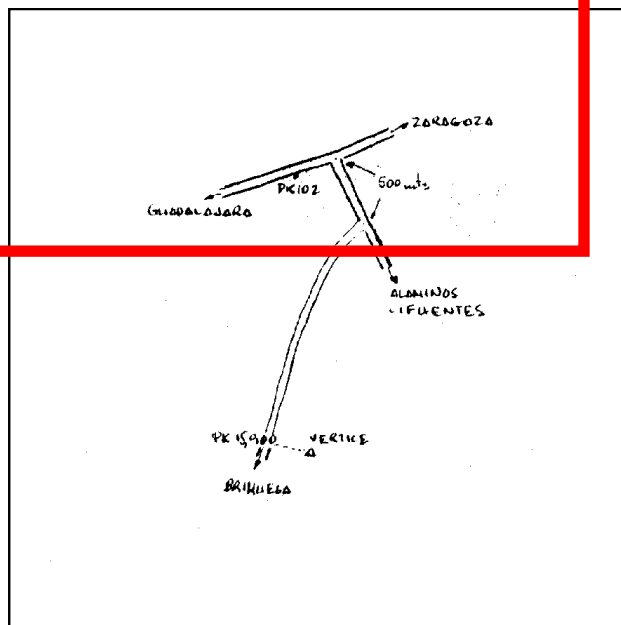 ZARAGOZA
PK102
500 mts
GUADALAJARA
ALAMINOS
CIFUENTES
PK 15,900
VERTICE
BRIHUEGA